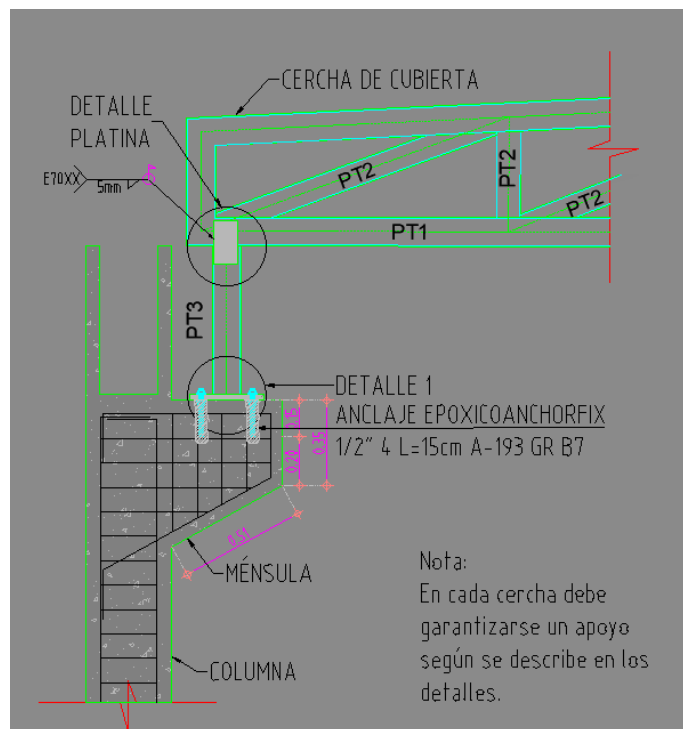 CERCHA DE CUBIERTA
DETALLE
PLATINA
E70XX
5mm
PT2
PT2
PT2
PT1
PT3
DETALLE 1
ANCLAJE EPOXICOANCHORFIX
1/2" 4 L=15cm A-193 GR B7
0.15
0.20
0.35
0.51
MÉNSULA
COLUMNA
Nota:
En cada cercha debe
garantizarse un apoyo
según se describe en los
detalles.